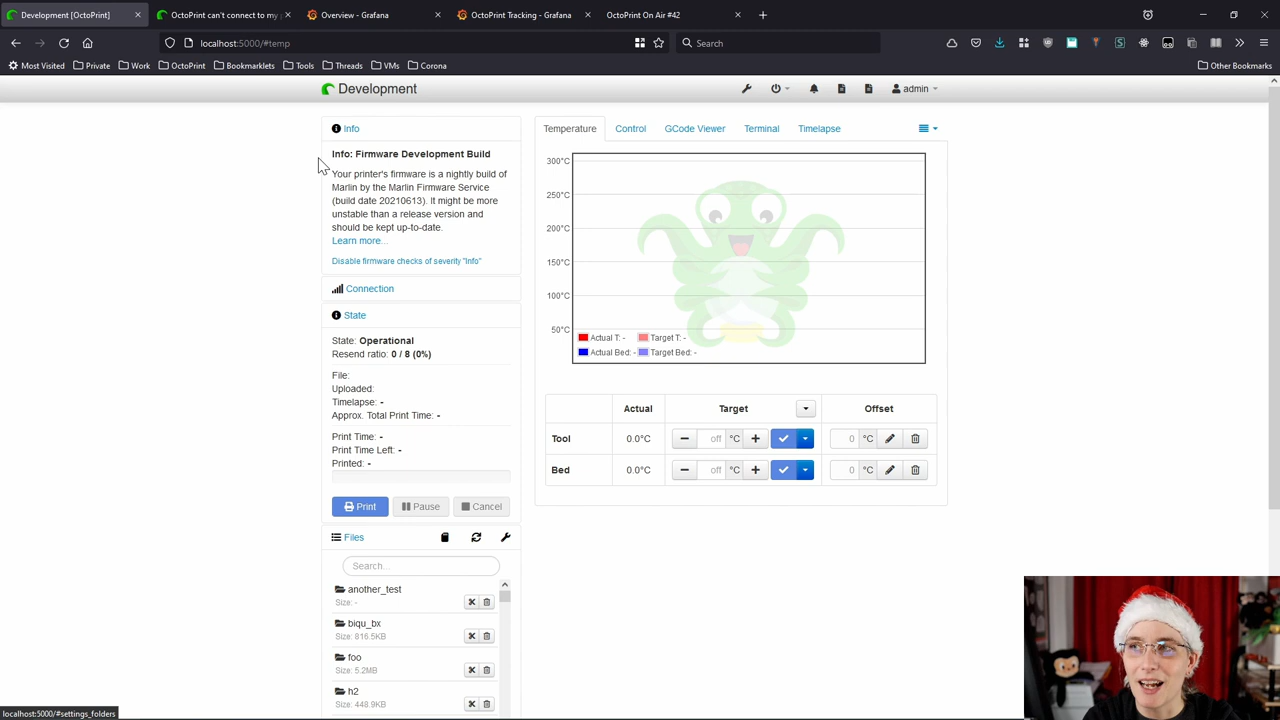 Development [OctoPrint]
OctoPrint can't connect to my p
Overview - Grafana
OctoPrint Tracking - Grafana
OctoPrint On Air #42
localhost:5000/#temp
Search
Most Visited
Private
Work
OctoPrint
Bookmarklets
Tools
Threads
VMs
Corona
Other Bookmarks
Development
admin
Info
Info: Firmware Development Build
Your printer's firmware is a nightly build of
Marlin by the Marlin Firmware Service
(build date 20210613). It might be more
unstable than a release version and
should be kept up-to-date.
Learn more...
Disable firmware checks of severity "Info"
Connection
State
State: Operational
Resend ratio: 0 / 8 (0%)
File:
Uploaded:
Timelapse: -
Approx. Total Print Time: -
Print Time: -
Print Time Left: -
Printed: -
Print
Pause
Cancel
Files
Search...
another_test
Size: -
biqu_bx
Size: 816.5KB
foo
Size: 5.2MB
h2
Size: 448.9KB
Temperature
Control
GCode Viewer
Terminal
Timelapse
300°C
250°C
200°C
150°C
100°C
50°C
Actual T: -
Target T: -
Actual Bed: -
Target Bed: -
Actual
Target
Offset
Tool
0.0°C
off
°C
0
°C
Bed
0.0°C
off
°C
0
°C
localhost:5000/#settings_folders